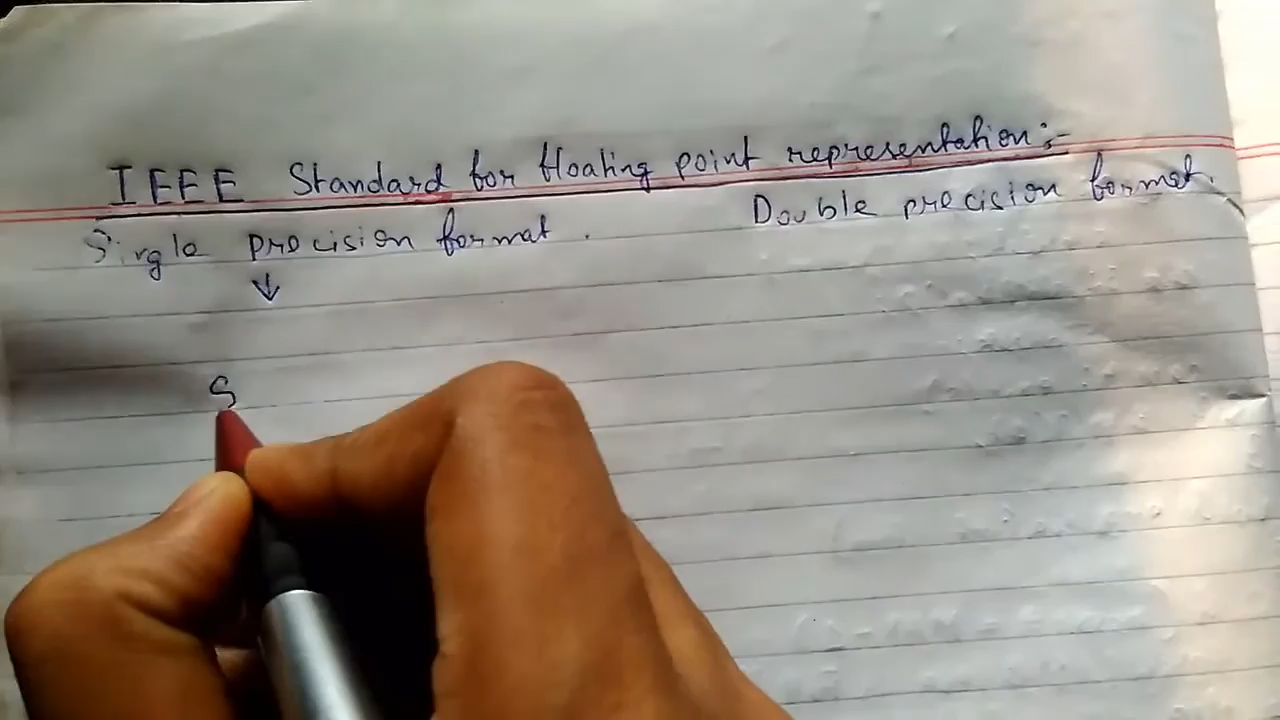 IEEE Standard for floating point representation :-
Single precision format .
Double precision format.
↓
S